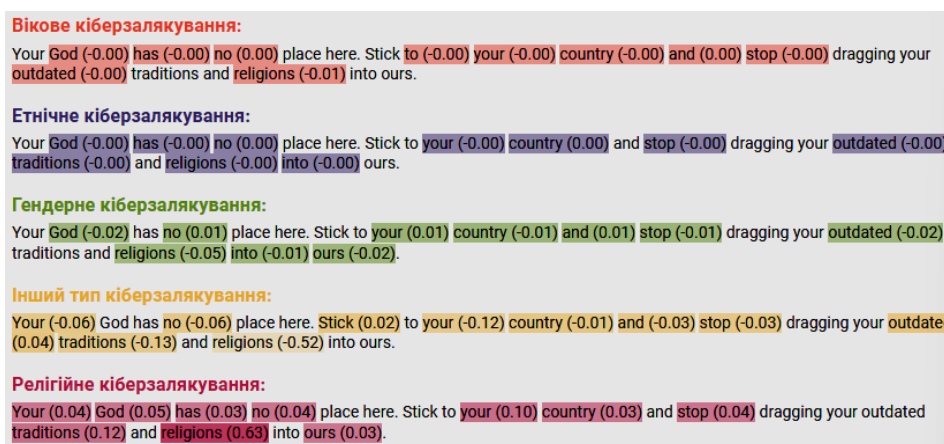 Вікове кіберзалякування:
Your God (-0.00) has (-0.00) no (0.00) place here. Stick to (-0.00) your (-0.00) country (-0.00) and (0.00) stop (-0.00) dragging your
outdated (-0.00) traditions and religions (-0.01) into ours.
Етнічне кіберзалякування:
Your God (-0.00) has (-0.00) no (0.00) place here. Stick to your (-0.00) country (0.00) and stop (-0.00) dragging your outdated (-0.00)
traditions (-0.00) and religions (-0.00) into (-0.00) ours.
Гендерне кіберзалякування:
Your God (-0.02) has no (0.01) place here. Stick to your (0.01) country (-0.01) and (0.01) stop (-0.01) dragging your outdated (-0.02)
traditions and religions (-0.05) into (-0.01) ours (-0.02).
Інший тип кіберзалякування:
Your (-0.06) God has no (-0.06) place here. Stick (0.02) to your (-0.12) country (-0.01) and (-0.03) stop (-0.03) dragging your outdated
(0.04) traditions (-0.13) and religions (-0.52) into ours.
Релігійне кіберзалякування:
Your (0.04) God (0.05) has (0.03) no (0.04) place here. Stick to your (0.10) country (0.03) and stop (0.04) dragging your outdated
traditions (0.12) and religions (0.63) into ours (0.03).